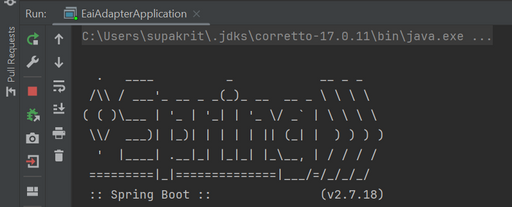 Run: EaiAdapterApplication
Pull Requests
C:\Users\supakrit\.jdks\corretto-17.0.11\bin\java.exe ...
  .   ____          _            __ _ _
 /\\ / ___'_ __ _ _(_)_ __  __ _ \ \ \ \
( ( )\___ | '_ | '_| | '_ \/ _` | \ \ \ \
 \\/  ___)| |_)| | | | | || (_| |  ) ) ) )
  '  |____| .__|_| |_|_| |_\__, | / / / /
 =========|_|==============|___/=/_/_/_/
 :: Spring Boot ::                (v2.7.18)